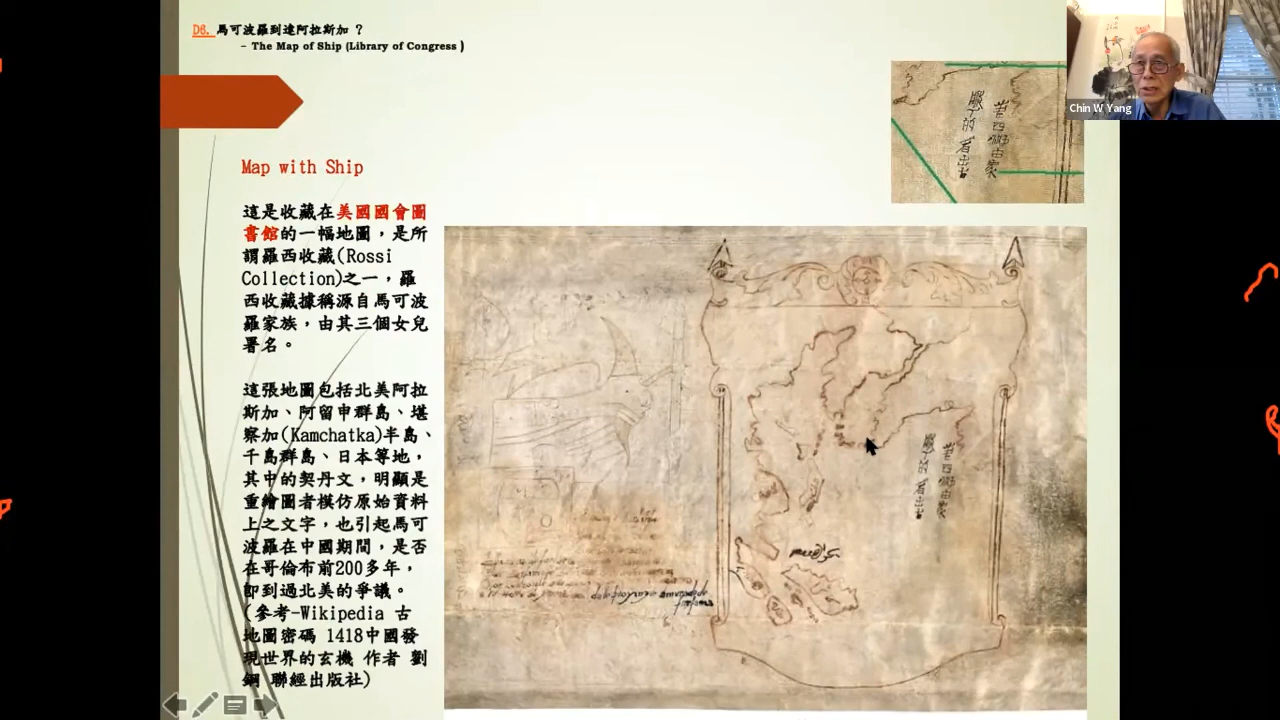 D6. 馬可波羅到達阿拉斯加 ？
– The Map of Ship (Library of Congress )
Chin W Yang
Map with Ship
這是收藏在美國國會圖
書館的一幅地圖，是所
謂羅西收藏(Rossi
Collection)之一，羅
西收藏據稱源自馬可波
羅家族，由其三個女兒
署名。
這張地圖包括北美阿拉
斯加、阿留申群島、堪
察加(Kamchatka)半島、
千島群島、日本等地，
其中的契丹文，明顯是
重繪圖者模仿原始資料
上之文字，也引起馬可
波羅在中國期間，是否
在哥倫布前200多年，
即到過北美的爭議。
(參考-Wikipedia 古
地圖密碼 1418中國發
現世界的玄機 作者 劉
鋼 聯經出版社)